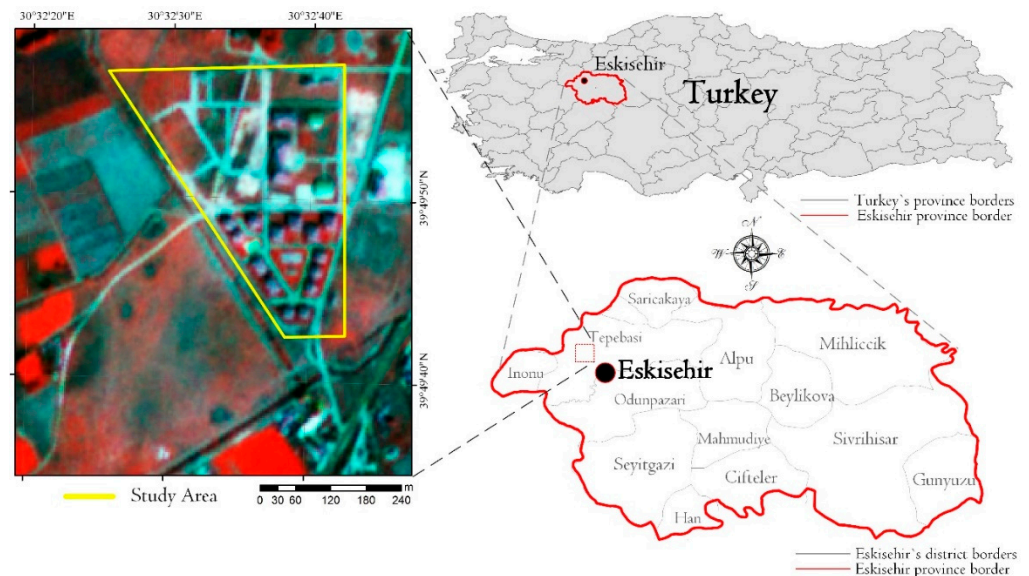 30°32'20"E
30°32'30"E
30°32'40"E
39°49'50"N
39°49'40"N
Study Area
0 30 60 120 180 240 m
Eskisehir
Turkey
Turkey`s province borders
Eskisehir province border
N
W
E
S
Saricakaya
Tepebasi
Mihliccik
Alpu
Inonu
Eskisehir
Beylikova
Odunpazari
Mahmudiye
Sivrihisar
Seyitgazi
Cifteler
Gunyuzu
Han
Eskisehir`s district borders
Eskisehir province border